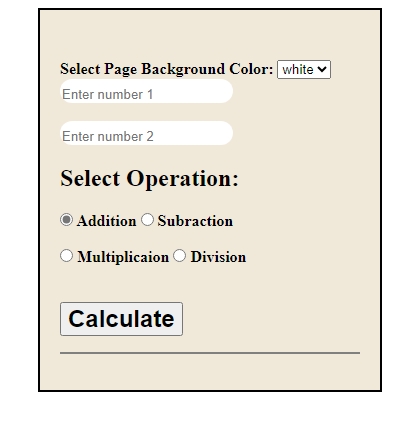 Select Page Background Color: white
Enter number 1
Enter number 2
Select Operation:
Addition Subraction
Multiplicaion Division
Calculate